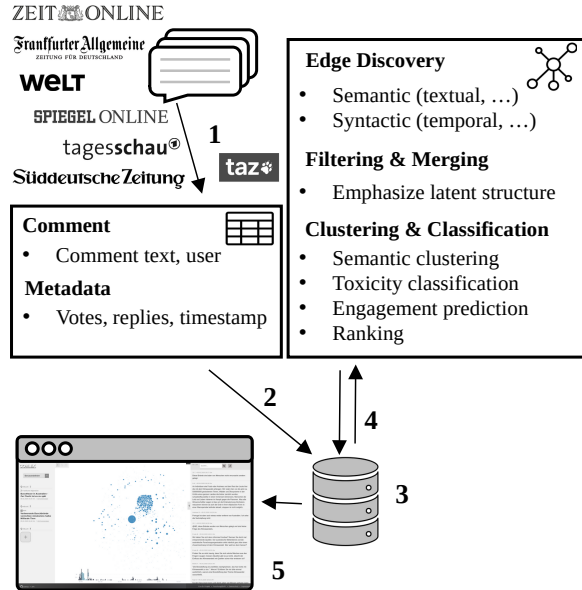 ZEIT ONLINE
Frankfurter Allgemeine
ZEITUNG FÜR DEUTSCHLAND
WELT
SPIEGEL ONLINE
tagesschau
Süddeutsche Zeitung
taz
1
Comment
• Comment text, user
Metadata
• Votes, replies, timestamp
Edge Discovery
• Semantic (textual, …)
• Syntactic (temporal, …)
Filtering & Merging
• Emphasize latent structure
Clustering & Classification
• Semantic clustering
• Toxicity classification
• Engagement prediction
• Ranking
2
4
3
5